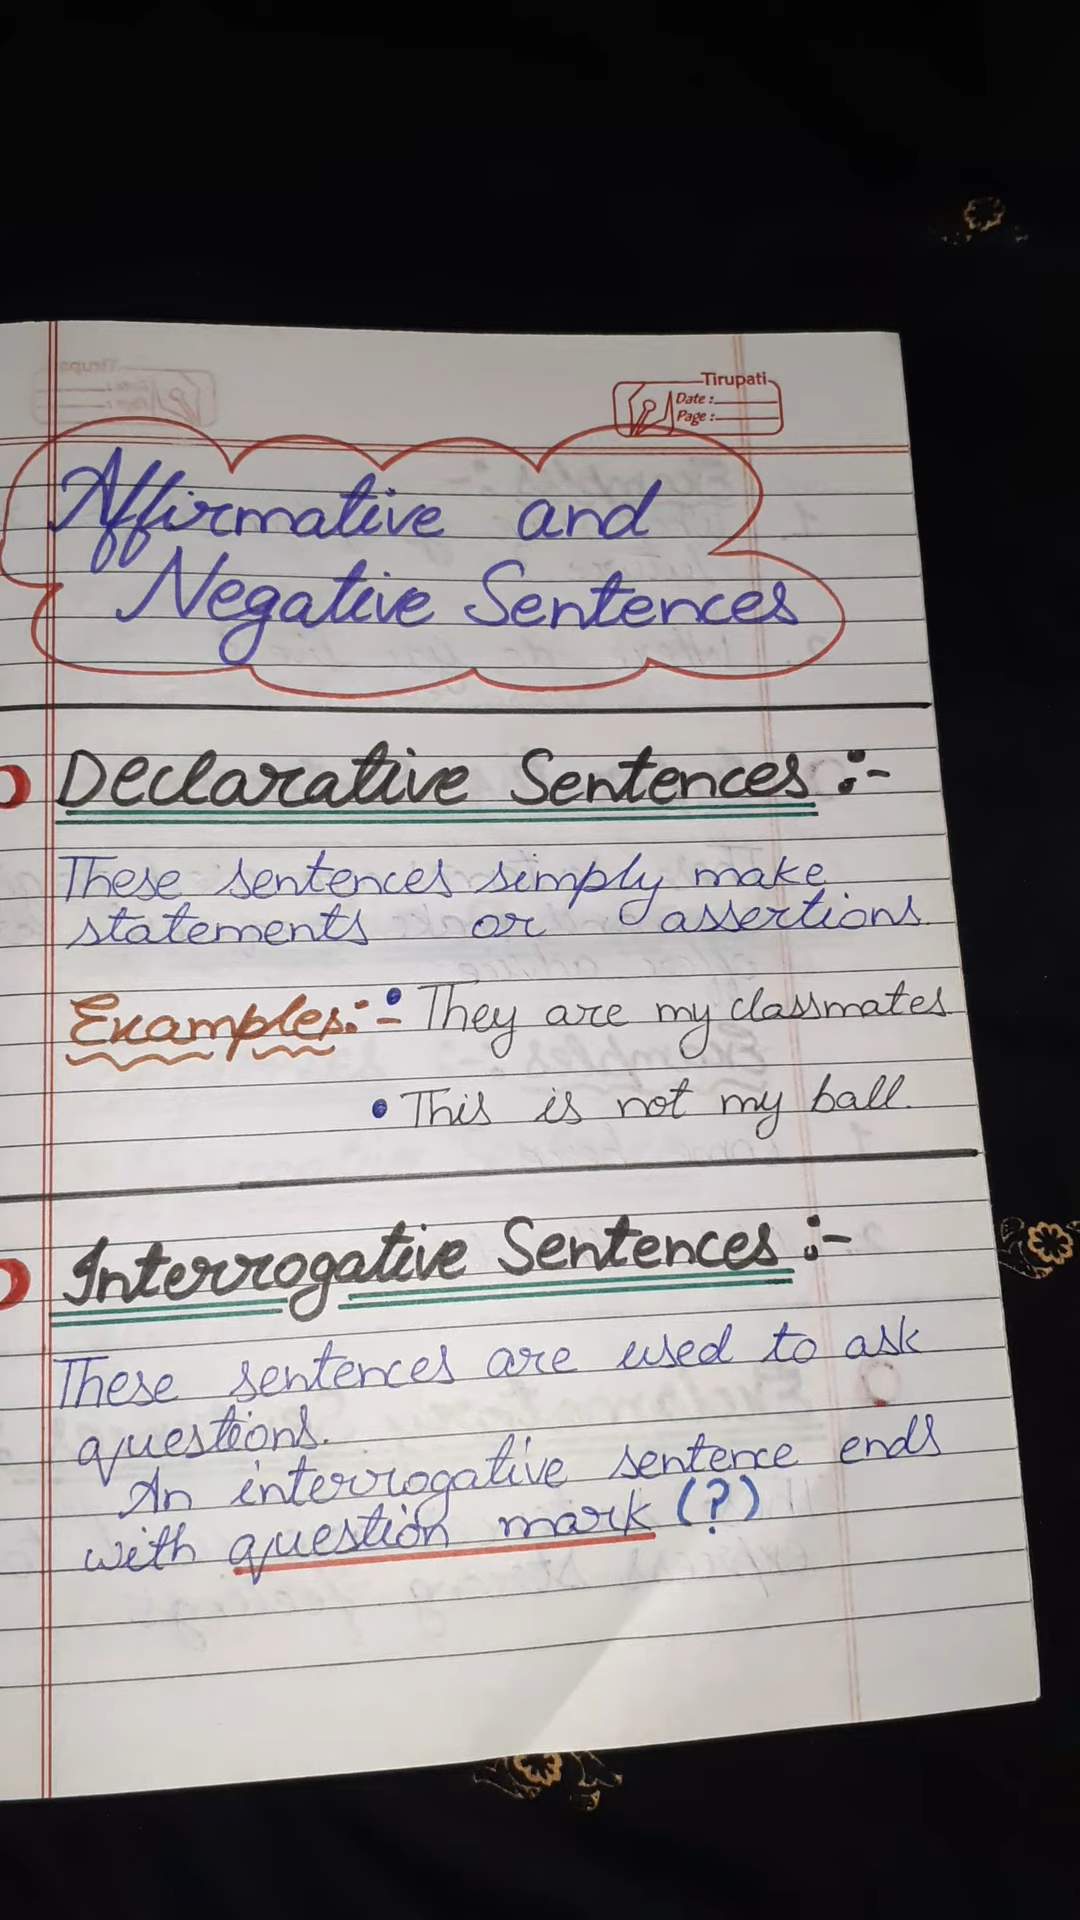 Tirupati
Date :
Page :
Affirmative and
Negative Sentences
Declarative Sentences :-
These sentences simply make
statements or assertions.
Examples:- • They are my classmates
• This is not my ball.
Interrogative Sentences :-
These sentences are used to ask
questions.
An interrogative sentence ends
with question mark (?)